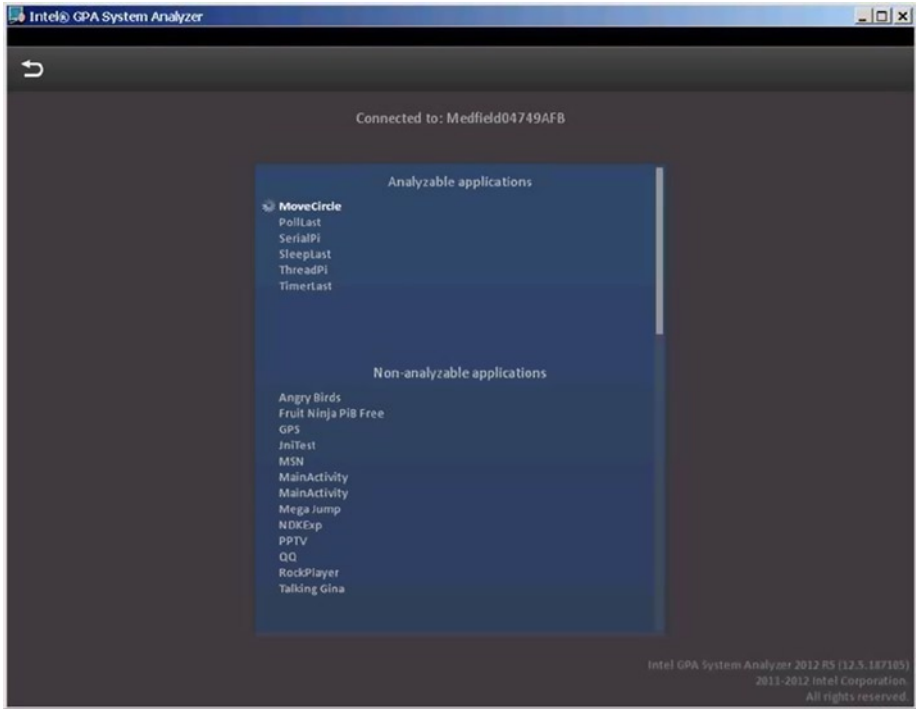 Intel® GPA System Analyzer
Connected to: Medfield04749AFB
Analyzable applications
MoveCircle
PollLast
SerialPi
SleepLast
ThreadPi
TimerLast
Non-analyzable applications
Angry Birds
Fruit Ninja PiB Free
GPS
JniTest
MSN
MainActivity
MainActivity
Mega Jump
NDKExp
PPTV
QQ
RockPlayer
Talking Gina
Intel GPA System Analyzer 2012 R5 (12.5.187105)
2011-2012 Intel Corporation.
All rights reserved.